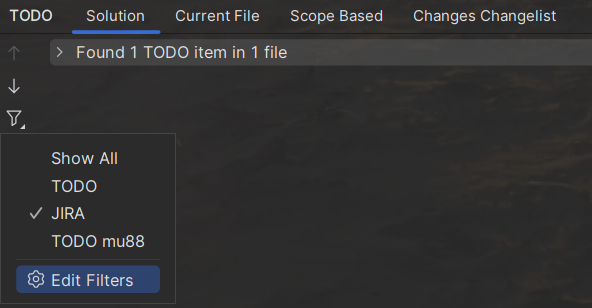 TODO Solution Current File Scope Based Changes Changelist
Found 1 TODO item in 1 file
Show All
TODO
JIRA
TODO mu88
Edit Filters